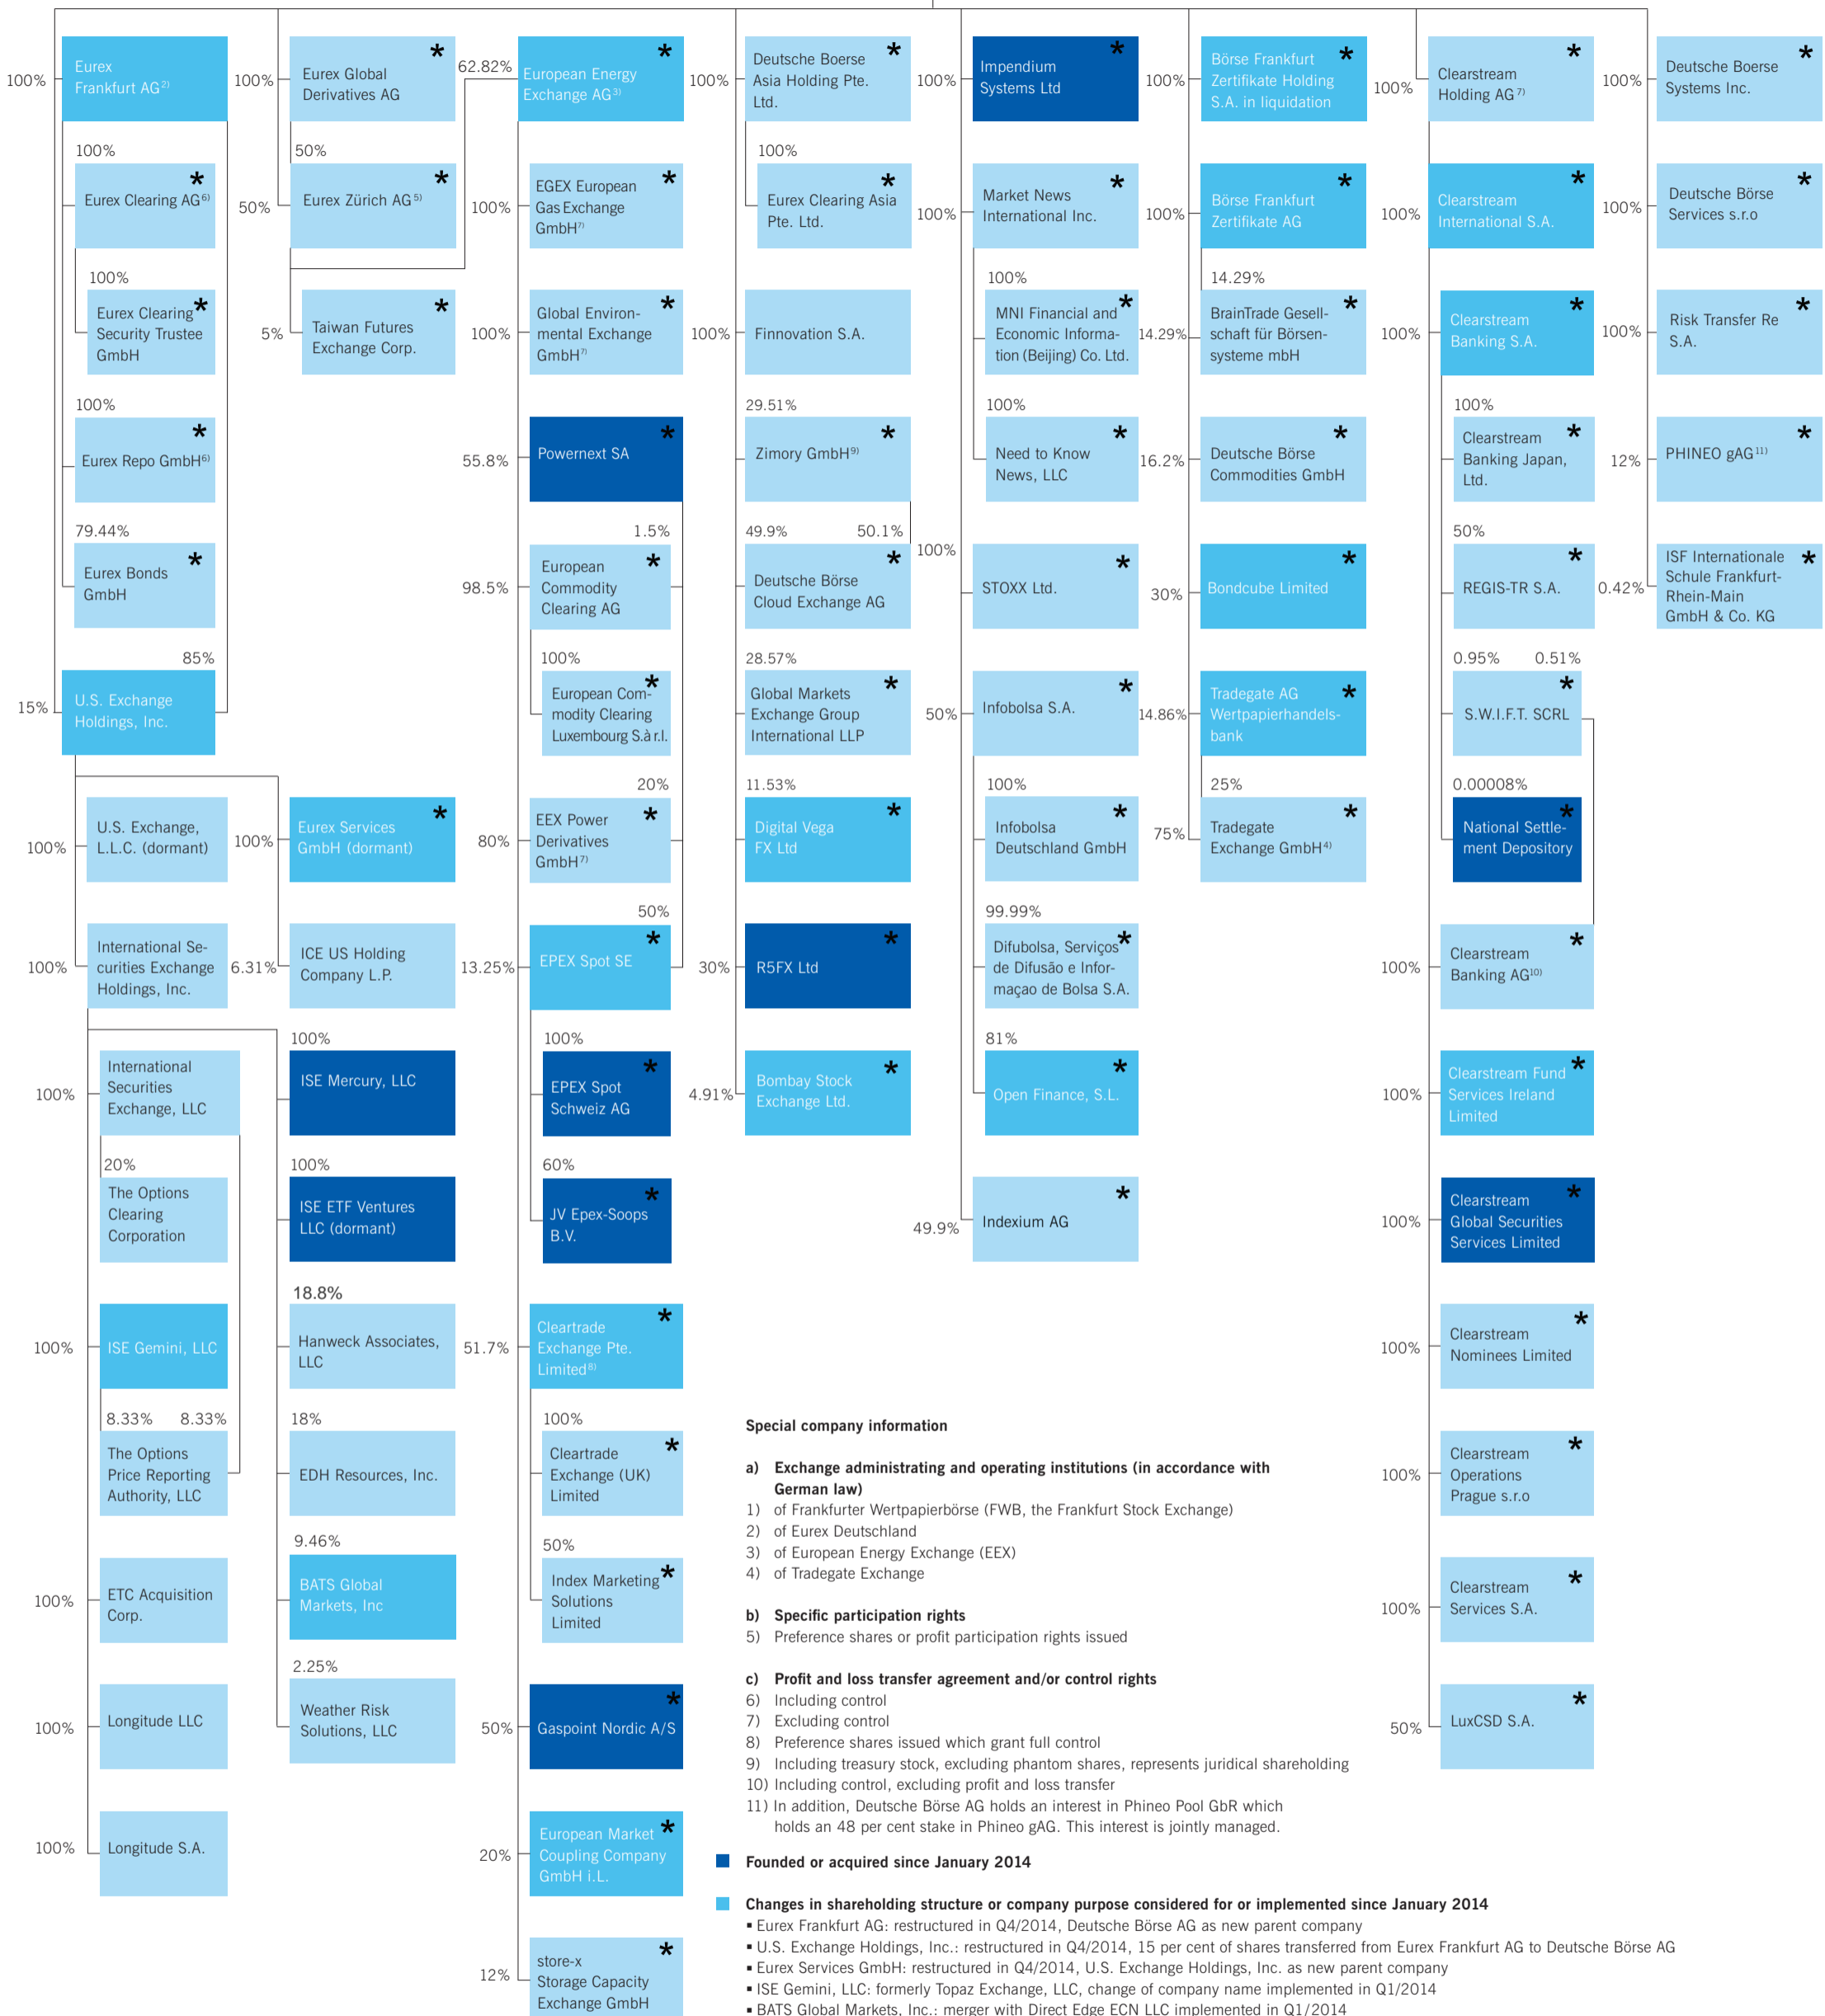 100%
Eurex
Frankfurt AG 2)
100%
Eurex Clearing AG 6)
*
100%
Eurex Clearing
Security Trustee
GmbH
*
100%
Eurex Repo GmbH 6)
*
79.44%
Eurex Bonds
GmbH
*
85%
15%
U.S. Exchange
Holdings, Inc.
100%
U.S. Exchange,
L.L.C. (dormant)
100%
International Se-
curities Exchange
Holdings, Inc.
100%
International
Securities
Exchange, LLC
20%
The Options
Clearing
Corporation
100%
ISE Gemini, LLC
8.33% 8.33%
The Options
Price Reporting
Authority, LLC
100%
ETC Acquisition
Corp.
100%
Longitude LLC
100%
Longitude S.A.
100%
Eurex Global
Derivatives AG
*
50%
50%
Eurex Zürich AG 5)
*
5%
Taiwan Futures
Exchange Corp.
*
100%
Eurex Services
GmbH (dormant)
*
6.31%
ICE US Holding
Company L.P.
100%
ISE Mercury, LLC
100%
ISE ETF Ventures
LLC (dormant)
18.8%
Hanweck Associates,
LLC
18%
EDH Resources, Inc.
9.46%
BATS Global
Markets, Inc
2.25%
Weather Risk
Solutions, LLC
62.82%
European Energy
Exchange AG 3)
*
100%
EGEX European
Gas Exchange
GmbH 7)
*
100%
Global Environ-
mental Exchange
GmbH 7)
*
55.8%
Powernext SA
*
1.5%
98.5%
European
Commodity
Clearing AG
*
100%
European Com-
modity Clearing
Luxembourg S.à r.l.
*
20%
80%
EEX Power
Derivatives
GmbH 7)
*
50%
13.25%
EPEX Spot SE
*
100%
EPEX Spot
Schweiz AG
*
60%
JV Epex-Soops
B.V.
*
51.7%
Cleartrade
Exchange Pte.
Limited 8)
*
100%
Cleartrade
Exchange (UK)
Limited
*
50%
Index Marketing
Solutions
Limited
*
50%
Gaspoint Nordic A/S
*
20%
European Market
Coupling Company
GmbH i.L.
*
12%
store-x
Storage Capacity
Exchange GmbH
*
100%
Deutsche Boerse
Asia Holding Pte.
Ltd.
*
100%
Eurex Clearing Asia
Pte. Ltd.
*
100%
Finnovation S.A.
29.51%
Zimory GmbH 9)
*
49.9% 50.1%
Deutsche Börse
Cloud Exchange AG
*
28.57%
Global Markets
Exchange Group
International LLP
*
11.53%
Digital Vega
FX Ltd
*
30%
R5FX Ltd
*
4.91%
Bombay Stock
Exchange Ltd.
*
100%
Impendium
Systems Ltd
*
100%
Market News
International Inc.
*
100%
MNI Financial and
Economic Informa-
tion (Beijing) Co. Ltd.
*
100%
Need to Know
News, LLC
*
100%
STOXX Ltd.
*
50%
Infobolsa S.A.
*
100%
Infobolsa
Deutschland GmbH
*
99.99%
Difubolsa, Serviços
de Difusão e Infor-
maçao de Bolsa S.A.
*
81%
Open Finance, S.L.
*
49.9%
Indexium AG
*
100%
Börse Frankfurt
Zertifikate Holding
S.A. in liquidation
*
100%
Börse Frankfurt
Zertifikate AG
*
14.29%
14.29%
BrainTrade Gesell-
schaft für Börsen-
systeme mbH
*
16.2%
Deutsche Börse
Commodities GmbH
*
30%
Bondcube Limited
*
14.86%
Tradegate AG
Wertpapierhandels-
bank
*
25%
75%
Tradegate
Exchange GmbH 4)
*
100%
Clearstream
Holding AG 7)
*
100%
Clearstream
International S.A.
*
100%
Clearstream
Banking S.A.
*
100%
Clearstream
Banking Japan,
Ltd.
*
50%
REGIS-TR S.A.
*
0.95% 0.51%
S.W.I.F.T. SCRL
*
0.00008%
National Settle-
ment Depository
*
100%
Clearstream
Banking AG 10)
*
100%
Clearstream Fund
Services Ireland
Limited
*
100%
Clearstream
Global Securities
Services Limited
*
100%
Clearstream
Nominees Limited
*
100%
Clearstream
Operations
Prague s.r.o
*
100%
Clearstream
Services S.A.
*
50%
LuxCSD S.A.
*
100%
Deutsche Boerse
Systems Inc.
*
100%
Deutsche Börse
Services s.r.o
*
100%
Risk Transfer Re
S.A.
*
12%
PHINEO gAG 11)
*
0.42%
ISF Internationale
Schule Frankfurt-
Rhein-Main
GmbH & Co. KG
*
Special company information
a) Exchange administrating and operating institutions (in accordance with
German law)
1) of Frankfurter Wertpapierbörse (FWB, the Frankfurt Stock Exchange)
2) of Eurex Deutschland
3) of European Energy Exchange (EEX)
4) of Tradegate Exchange
b) Specific participation rights
5) Preference shares or profit participation rights issued
c) Profit and loss transfer agreement and/or control rights
6) Including control
7) Excluding control
8) Preference shares issued which grant full control
9) Including treasury stock, excluding phantom shares, represents juridical shareholding
10) Including control, excluding profit and loss transfer
11) In addition, Deutsche Börse AG holds an interest in Phineo Pool GbR which
holds an 48 per cent stake in Phineo gAG. This interest is jointly managed.
Founded or acquired since January 2014
Changes in shareholding structure or company purpose considered for or implemented since January 2014
▪ Eurex Frankfurt AG: restructured in Q4/2014, Deutsche Börse AG as new parent company
▪ U.S. Exchange Holdings, Inc.: restructured in Q4/2014, 15 per cent of shares transferred from Eurex Frankfurt AG to Deutsche Börse AG
▪ Eurex Services GmbH: restructured in Q4/2014, U.S. Exchange Holdings, Inc. as new parent company
▪ ISE Gemini, LLC: formerly Topaz Exchange, LLC, change of company name implemented in Q1/2014
▪ BATS Global Markets, Inc.: merger with Direct Edge ECN LLC implemented in Q1/2014